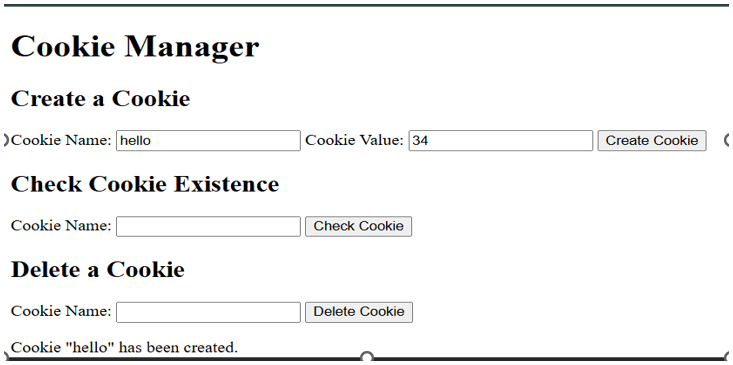 Cookie Manager
Create a Cookie
Cookie Name: hello Cookie Value: 34 Create Cookie
Check Cookie Existence
Cookie Name: Check Cookie
Delete a Cookie
Cookie Name: Delete Cookie
Cookie "hello" has been created.